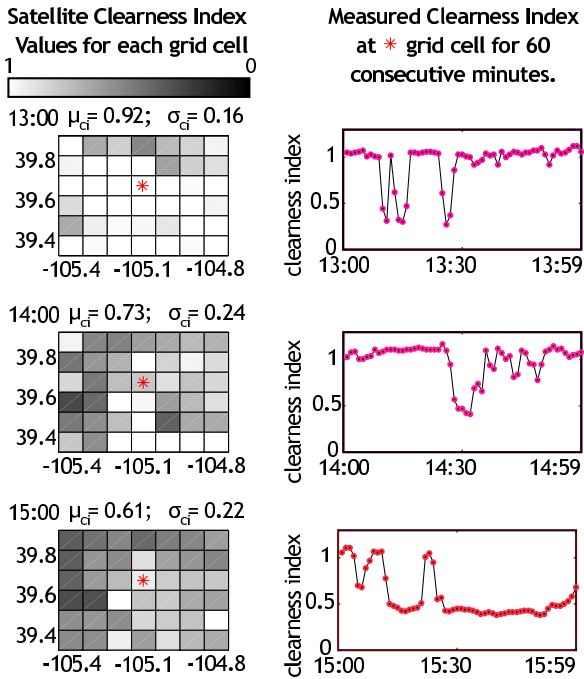 Satellite Clearness Index
Values for each grid cell
1 0
Measured Clearness Index
at * grid cell for 60
consecutive minutes.
13:00 μci= 0.92; σci= 0.16
39.8
39.6
39.4
-105.4 -105.1 -104.8
clearness index
1
0.5
0
13:00 13:30 13:59
14:00 μci= 0.73; σci= 0.24
39.8
39.6
39.4
-105.4 -105.1 -104.8
clearness index
1
0.5
0
14:00 14:30 14:59
15:00 μci= 0.61; σci= 0.22
39.8
39.6
39.4
-105.4 -105.1 -104.8
clearness index
1
0.5
0
15:00 15:30 15:59